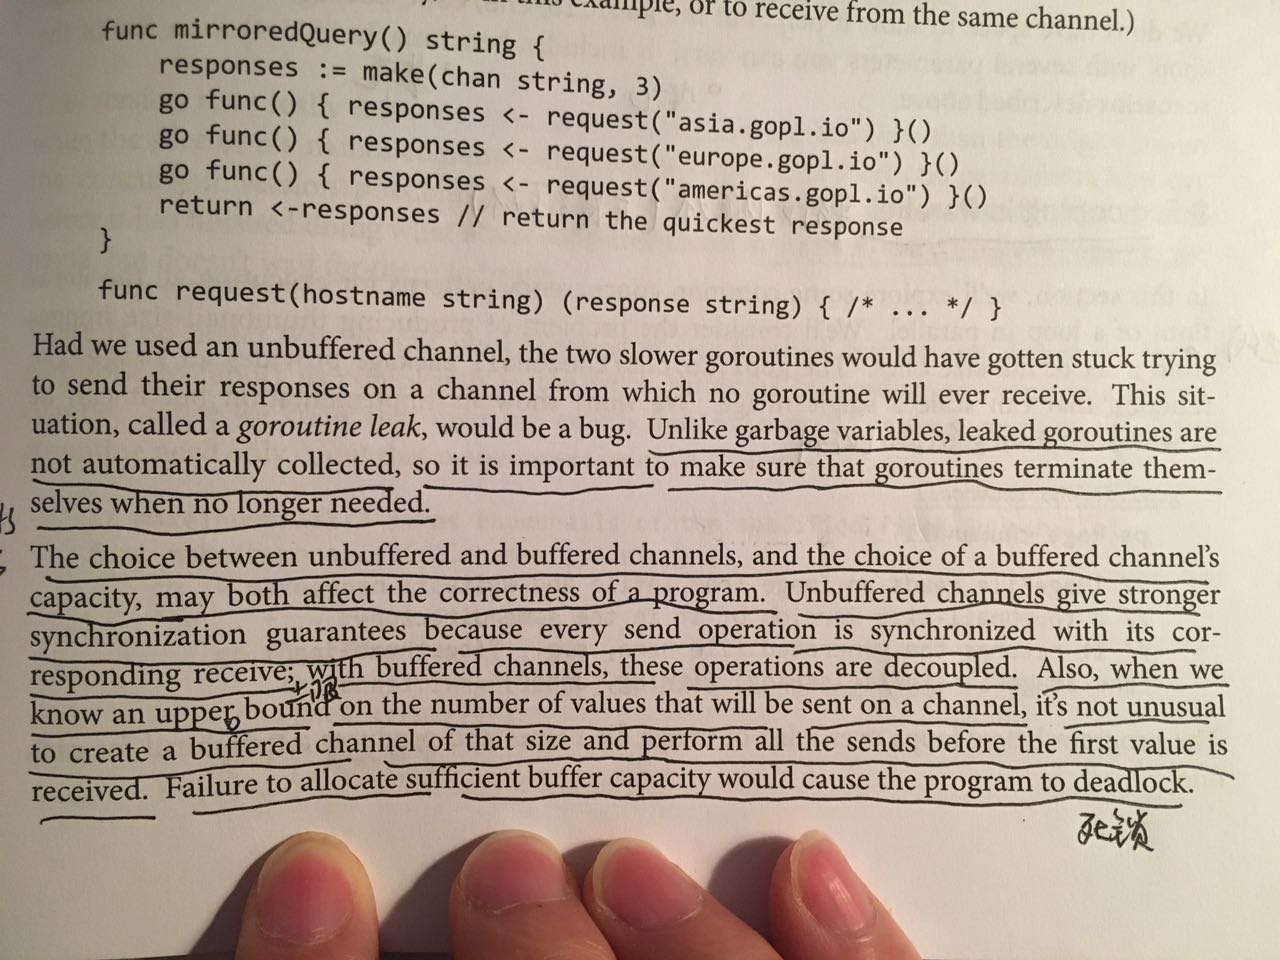 this example, or to receive from the same channel.)
func mirroredQuery() string {
    responses := make(chan string, 3)
    go func() { responses <- request("asia.gopl.io") }()
    go func() { responses <- request("europe.gopl.io") }()
    go func() { responses <- request("americas.gopl.io") }()
    return <-responses // return the quickest response
}
func request(hostname string) (response string) { /* ... */ }
Had we used an unbuffered channel, the two slower goroutines would have gotten stuck trying
to send their responses on a channel from which no goroutine will ever receive. This sit-
uation, called a goroutine leak, would be a bug. Unlike garbage variables, leaked goroutines are
not automatically collected, so it is important to make sure that goroutines terminate them-
selves when no longer needed.
The choice between unbuffered and buffered channels, and the choice of a buffered channel's
capacity, may both affect the correctness of a program. Unbuffered channels give stronger
synchronization guarantees because every send operation is synchronized with its cor-
responding receive; with buffered channels, these operations are decoupled. Also, when we
上限
know an upper bound on the number of values that will be sent on a channel, it's not unusual
to create a buffered channel of that size and perform all the sends before the first value is
received. Failure to allocate sufficient buffer capacity would cause the program to deadlock.
死锁